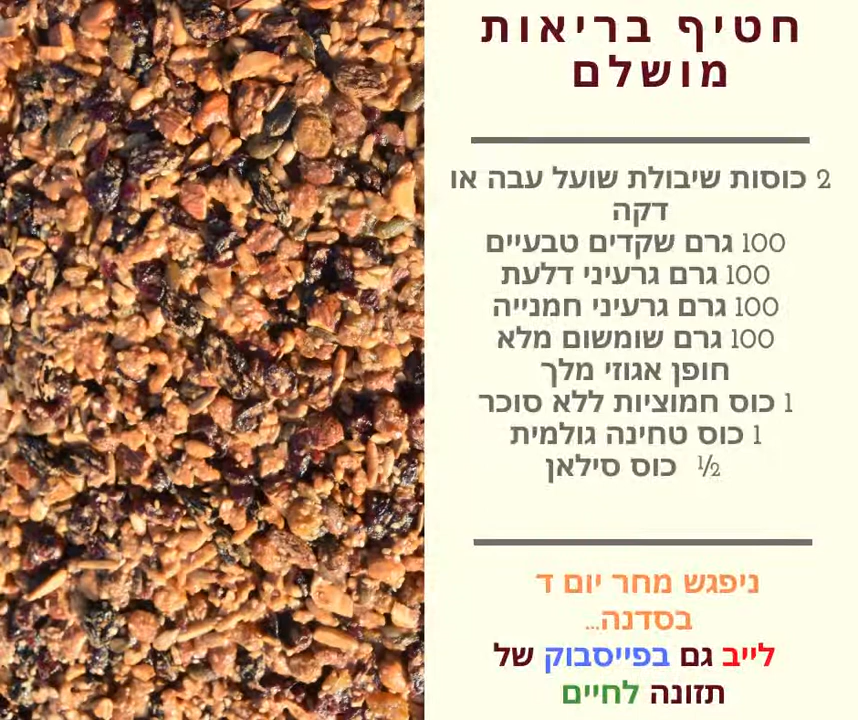 חטיף בריאות
מושלם
2 כוסות שיבולת שועל עבה או
דקה
100 גרם שקדים טבעיים
100 גרם גרעיני דלעת
100 גרם גרעיני חמנייה
100 גרם שומשום מלא
חופן אגוזי מלך
1 כוס חמוציות ללא סוכר
1 כוס טחינה גולמית
½ כוס סילאן
ניפגש מחר יום ד
בסדנה...
לייב גם בפייסבוק של
תזונה לחיים